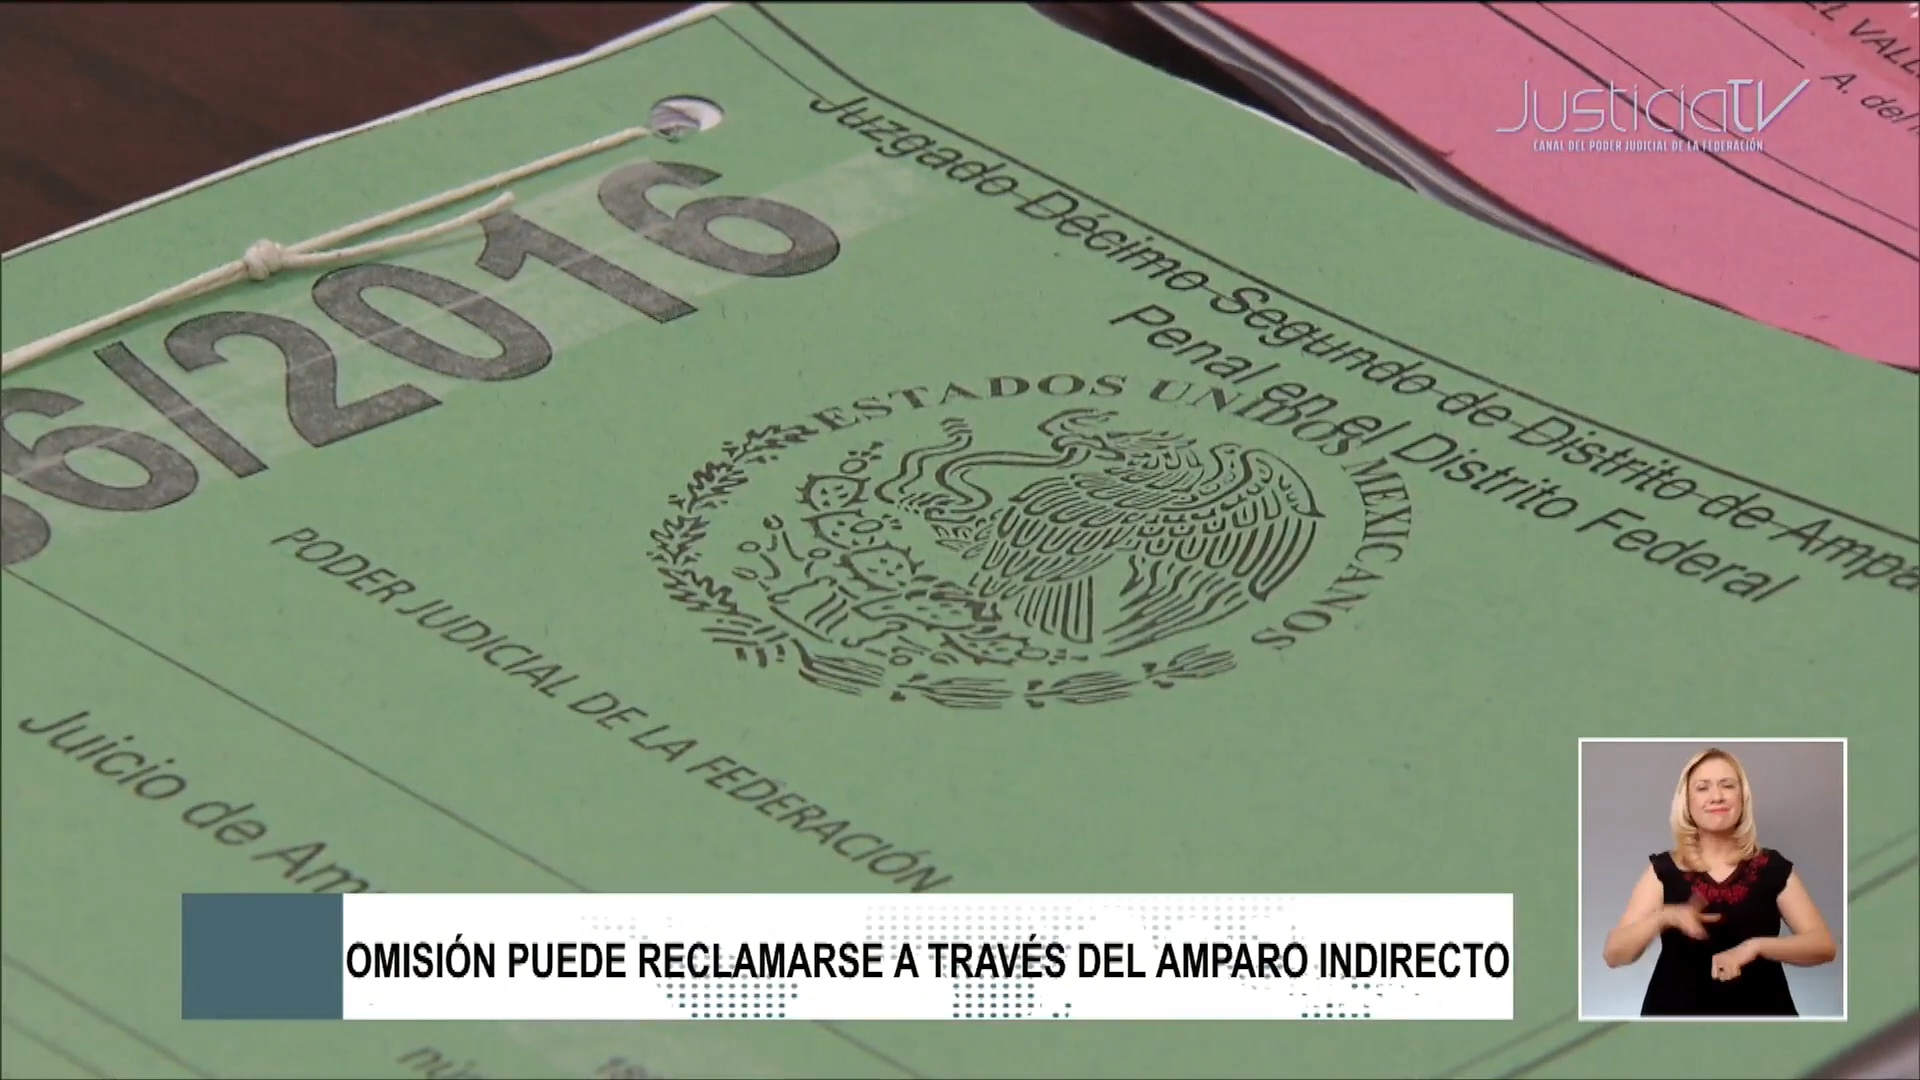 JusticiaTV
CANAL DEL PODER JUDICIAL DE LA FEDERACIÓN
A. del
6/2016
Juzgado Décimo Segundo de Distrito de
Penal en el Distrito Federal
ESTADOS UNIDOS MEXICANOS
PODER JUDICIAL DE LA FEDERACIÓN
Juicio de
OMISIÓN PUEDE RECLAMARSE A TRAVÉS DEL AMPARO INDIRECTO